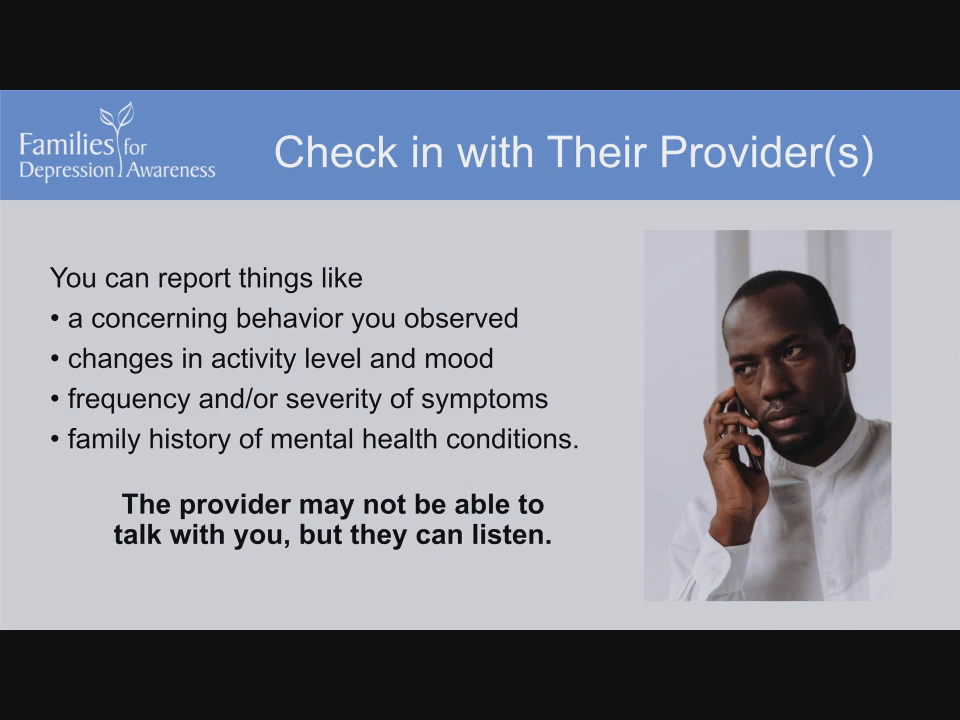 Families for
Depression Awareness
Check in with Their Provider(s)
You can report things like
• a concerning behavior you observed
• changes in activity level and mood
• frequency and/or severity of symptoms
• family history of mental health conditions.
The provider may not be able to
talk with you, but they can listen.